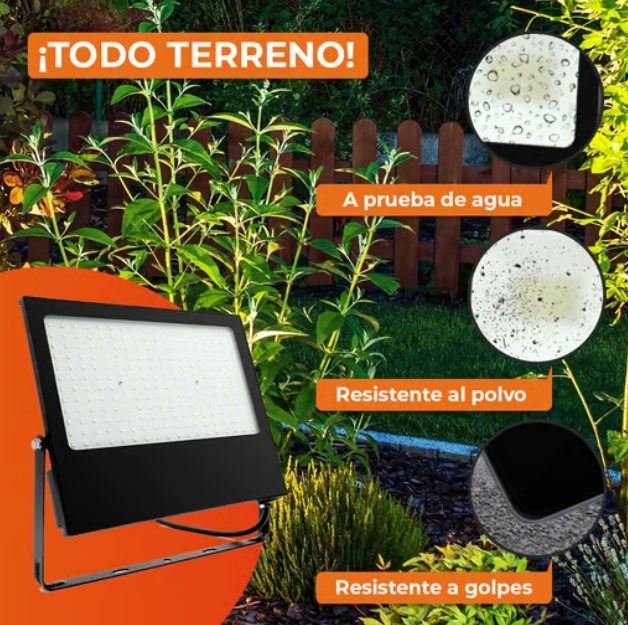 ¡TODO TERRENO!
A prueba de agua
Resistente al polvo
Resistente a golpes